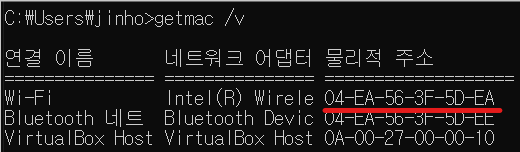 C:\Users\jinho>getmac /v
연결 이름 네트워크 어댑터 물리적 주소
=============== =============== ===================
Wi-Fi Intel(R) Wirele 04-EA-56-3F-5D-EA
Bluetooth 네트 Bluetooth Devic 04-EA-56-3F-5D-EE
VirtualBox Host VirtualBox Host 0A-00-27-00-00-10